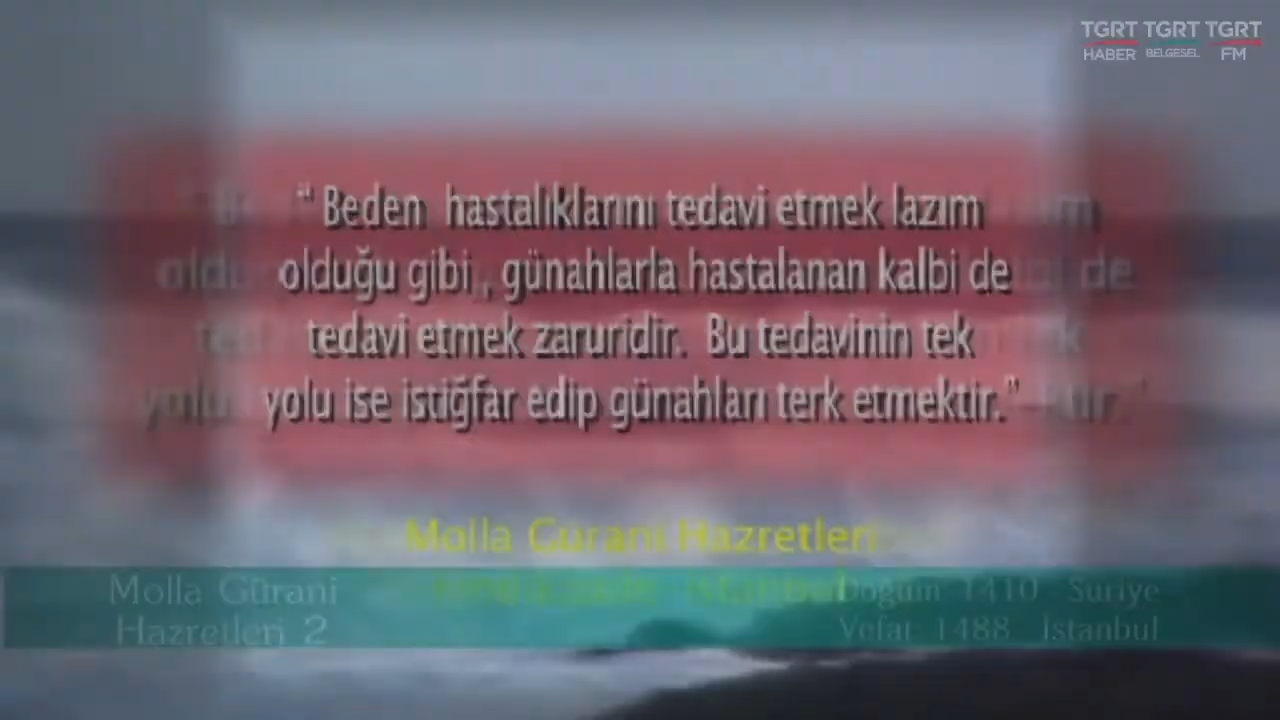 TGRT TGRT TGRT
HABER BELGESEL FM
“ Beden hastalıklarını tedavi etmek lazım
olduğu gibi , günahlarla hastalanan kalbi de
tedavi etmek zaruridir. Bu tedavinin tek
yolu ise istiğfar edip günahları terk etmektir.”
Molla Gürani Hazretleri
Molla Gürani
Hazretleri 2
İstanbul
Doğum 1410 Suriye
Vefat 1488 İstanbul